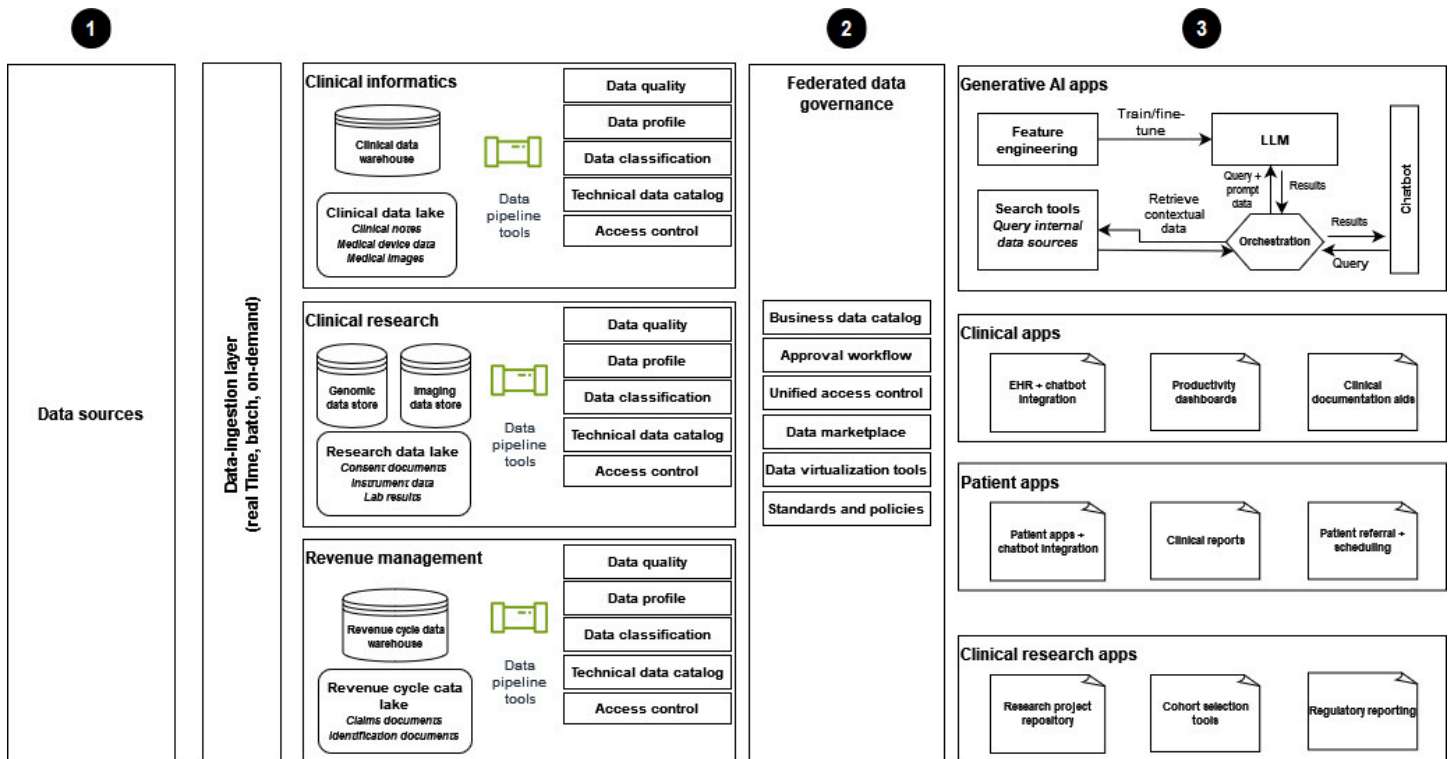 1
2
3
Data sources
Data-ingestion layer
(real Time, batch, on-demand)
Clinical informatics
Clinical data
warehouse
Clinical data lake
Clinical notes
Medical device data
Medical images
Data
pipeline
tools
Data quality
Data profile
Data classification
Technical data catalog
Access control
Clinical research
Genomic
data store
Imaging
data store
Research data lake
Consent documents
Instrument data
Lab results
Data
pipeline
tools
Data quality
Data profile
Data classification
Technical data catalog
Access control
Revenue management
Revenue cycle data
warehouse
Revenue cycle cata
lake
Claims documents
Identification documents
Data
pipeline
tools
Data quality
Data profile
Data classification
Technical data catalog
Access control
Federated data
governance
Business data catalog
Approval workflow
Unified access control
Data marketplace
Data virtualization tools
Standards and policies
Generative AI apps
Feature
engineering
Train/fine-
tune
LLM
Query +
prompt
data
Results
Search tools
Query internal
data sources
Retrieve
contextual
data
Orchestration
Results
Query
Chatbot
Clinical apps
EHR + chatbot
integration
Productivity
dashboards
Clinical
documentation aids
Patient apps
Patient apps +
chatbot integration
Clinical reports
Patient referral +
scheduling
Clinical research apps
Research project
repository
Cohort selection
tools
Regulatory reporting